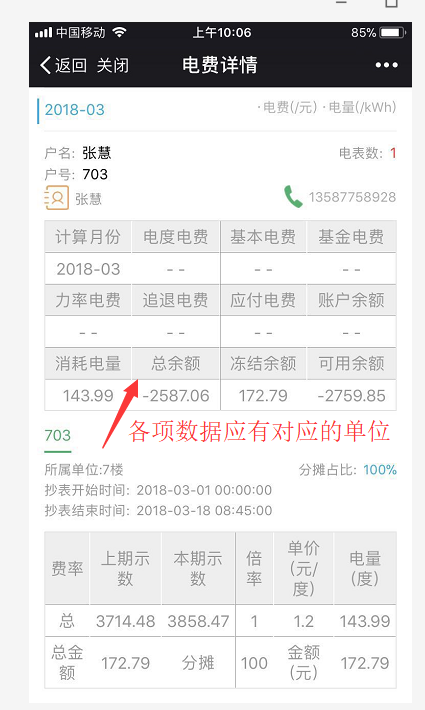 中国移动 上午10:06 85%
返回 关闭 电费详情
2018-03 ·电费(/元) ·电量(/kWh)
户名: 张慧 电表数: 1
户号: 703
张慧 13587758928
计算月份 电度电费 基本电费 基金电费
2018-03 -- -- --
力率电费 追退电费 应付电费 账户余额
-- -- -- --
消耗电量 总余额 冻结余额 可用余额
143.99 -2587.06 172.79 -2759.85
各项数据应有对应的单位
703
所属单位:7楼 分摊占比: 100%
抄表开始时间: 2018-03-01 00:00:00
抄表结束时间: 2018-03-18 08:45:00
费率 上期示数 本期示数 倍率 单价(元/度) 电量(度)
总 3714.48 3858.47 1 1.2 143.99
总金额 172.79 分摊 100 金额(元) 172.79